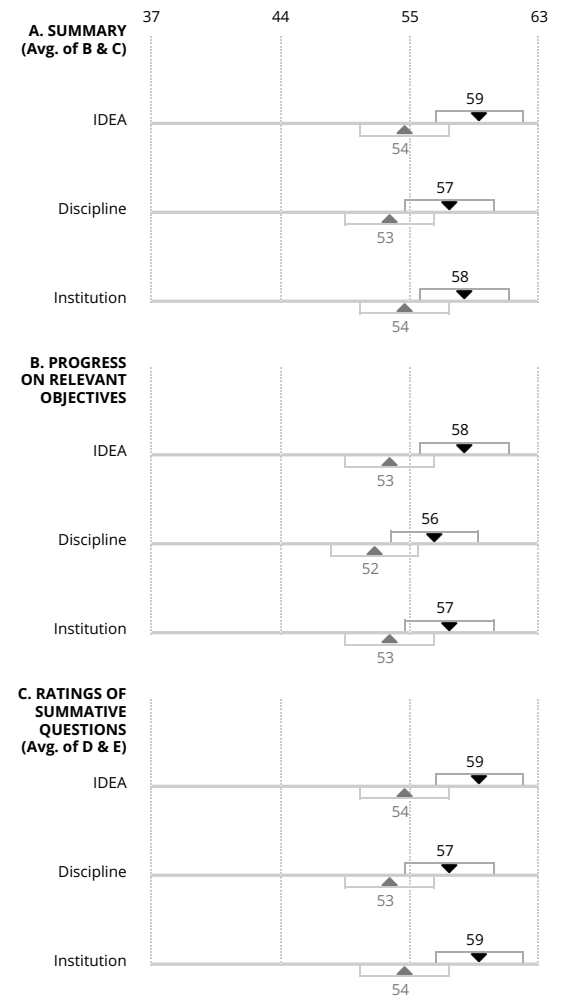 37 44 55 63
A. SUMMARY
(Avg. of B & C)
59
IDEA
54
57
Discipline
53
58
Institution
54
B. PROGRESS
ON RELEVANT
OBJECTIVES
58
IDEA
53
56
Discipline
52
57
Institution
53
C. RATINGS OF
SUMMATIVE
QUESTIONS
(Avg. of D & E)
59
IDEA
54
57
Discipline
53
59
Institution
54